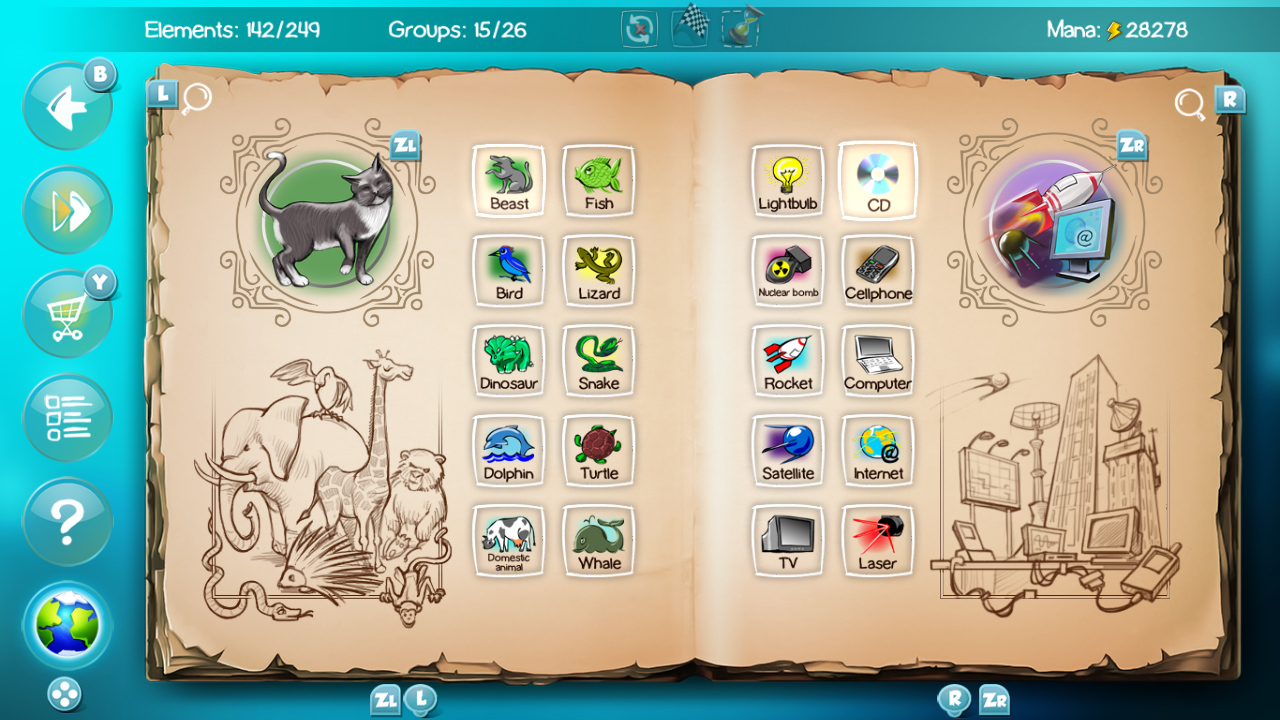 Elements: 142/249
Groups: 15/26
Mana: 28278
B
L
R
ZL
ZR
Beast
Fish
Lightbulb
CD
Y
Bird
Lizard
Nuclear bomb
Cellphone
@
Dinosaur
Snake
Rocket
Computer
Dolphin
Turtle
Satellite
Internet
@
?
Domestic
animal
Whale
TV
Laser
ZL
L
R
ZR